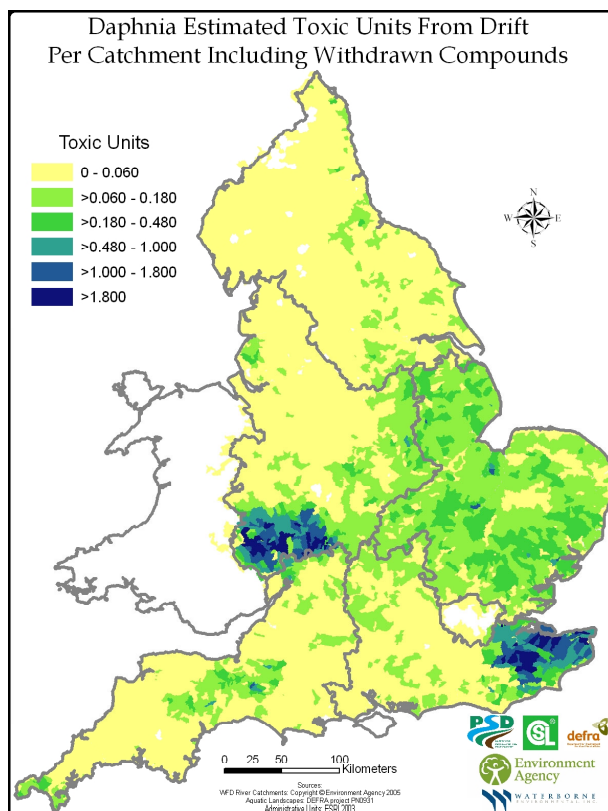 Daphnia Estimated Toxic Units From Drift
Per Catchment Including Withdrawn Compounds
Toxic Units
0 - 0.060
>0.060 - 0.180
>0.180 - 0.480
>0.480 - 1.000
>1.000 - 1.800
>1.800
N
W E
S
0 25 50 100
Kilometers
Sources:
WFD River Catchments: Copyright © Environment Agency 2005
Aquatic Landscapes: DEFRA project PN0931
Administrative Units: ESRI 2003
PSD
CSL
defra
Environment
Agency
WATERBORNE
ENVIRONMENTAL, INC.